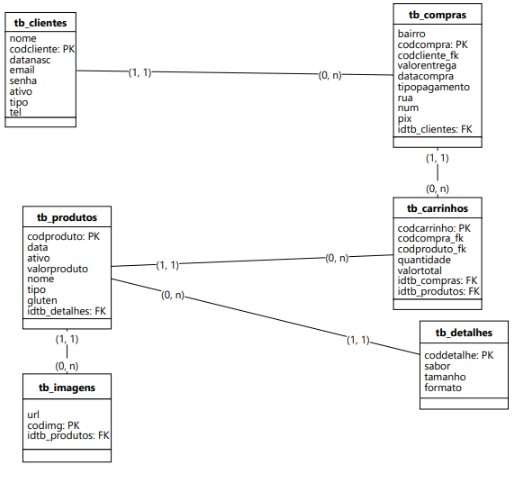 tb_clientes
nome
codcliente: PK
datanasc
email
senha
ativo
tipo
tel
(1, 1)
(0, n)
tb_compras
bairro
codcompra: PK
codcliente_fk
valorentrega
datacompra
tipopagamento
rua
num
pix
idtb_clientes: FK
(1, 1)
(0, n)
tb_produtos
codproduto: PK
data
ativo
valorproduto
nome
tipo
gluten
idtb_detalhes: FK
(1, 1)
(0, n)
tb_carrinhos
codcarrinho: PK
codcompra_fk
codproduto_fk
quantidade
valortotal
idtb_compras: FK
idtb_produtos: FK
(0, n)
(1, 1)
tb_detalhes
coddetalhe: PK
sabor
tamanho
formato
(1, 1)
(0, n)
tb_imagens
url
codimg: PK
idtb_produtos: FK